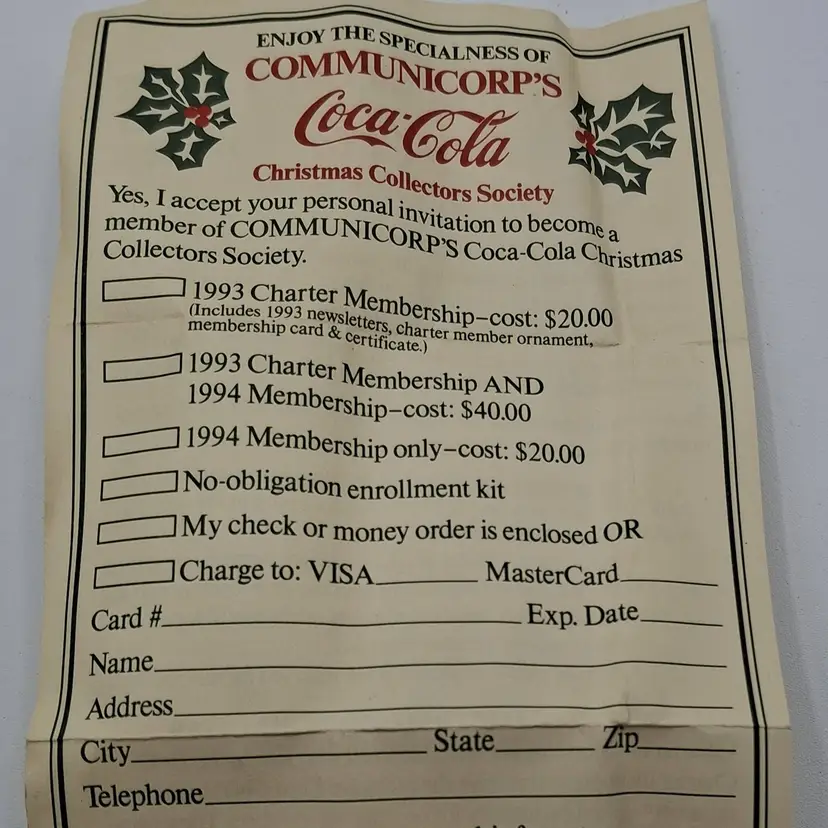 ENJOY THE SPECIALNESS OF
COMMUNICORP'S
Coca-Cola
Christmas Collectors Society
Yes, I accept your personal invitation to become a
member of COMMUNICORP'S Coca-Cola Christmas
Collectors Society.
1993 Charter Membership–cost: $20.00
(Includes 1993 newsletters, charter member ornament,
membership card & certificate.)
1993 Charter Membership AND
1994 Membership–cost: $40.00
1994 Membership only–cost: $20.00
No-obligation enrollment kit
My check or money order is enclosed OR
Charge to: VISA MasterCard
Card # Exp. Date
Name
Address
City State Zip
Telephone